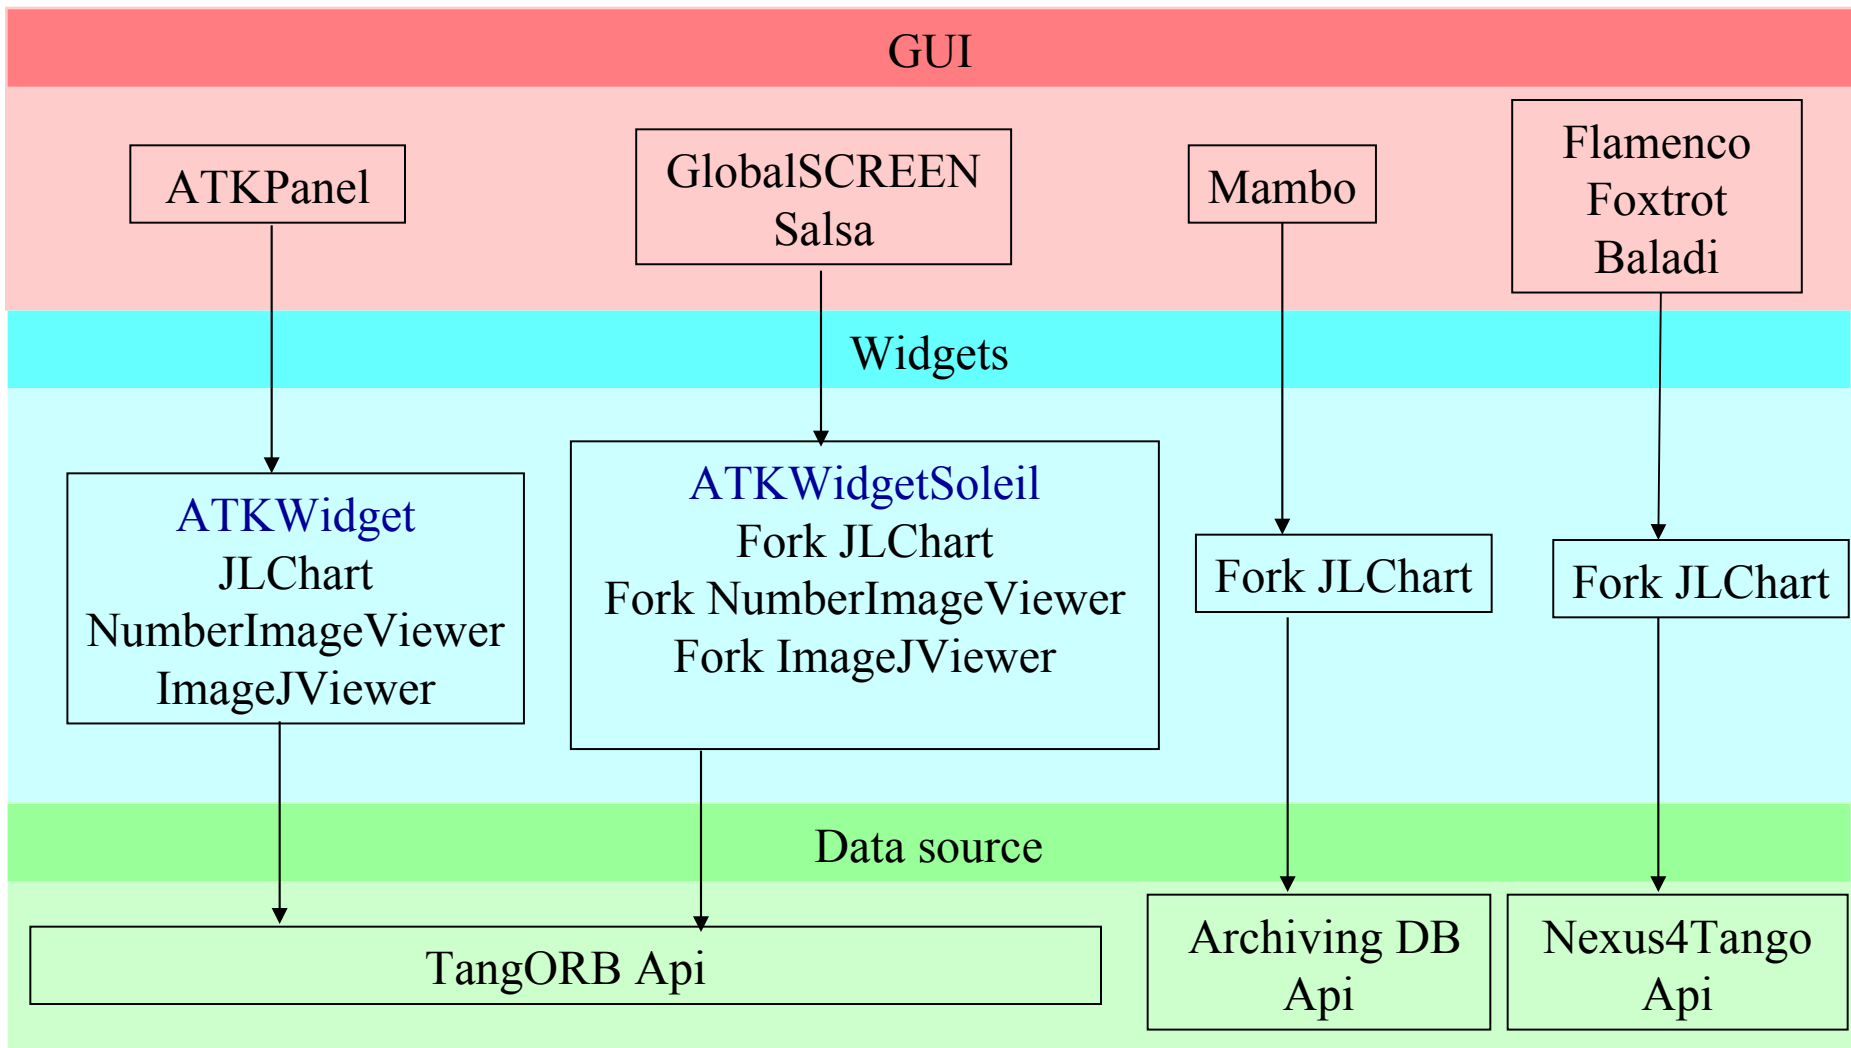 GUI
ATKPanel
GlobalSCREEN
Salsa
Mambo
Flamenco
Foxtrot
Baladi
Widgets
ATKWidget
JLChart
NumberImageViewer
ImageJViewer
ATKWidgetSoleil
Fork JLChart
Fork NumberImageViewer
Fork ImageJViewer
Fork JLChart
Fork JLChart
Data source
TangORB Api
Archiving DB
Api
Nexus4Tango
Api